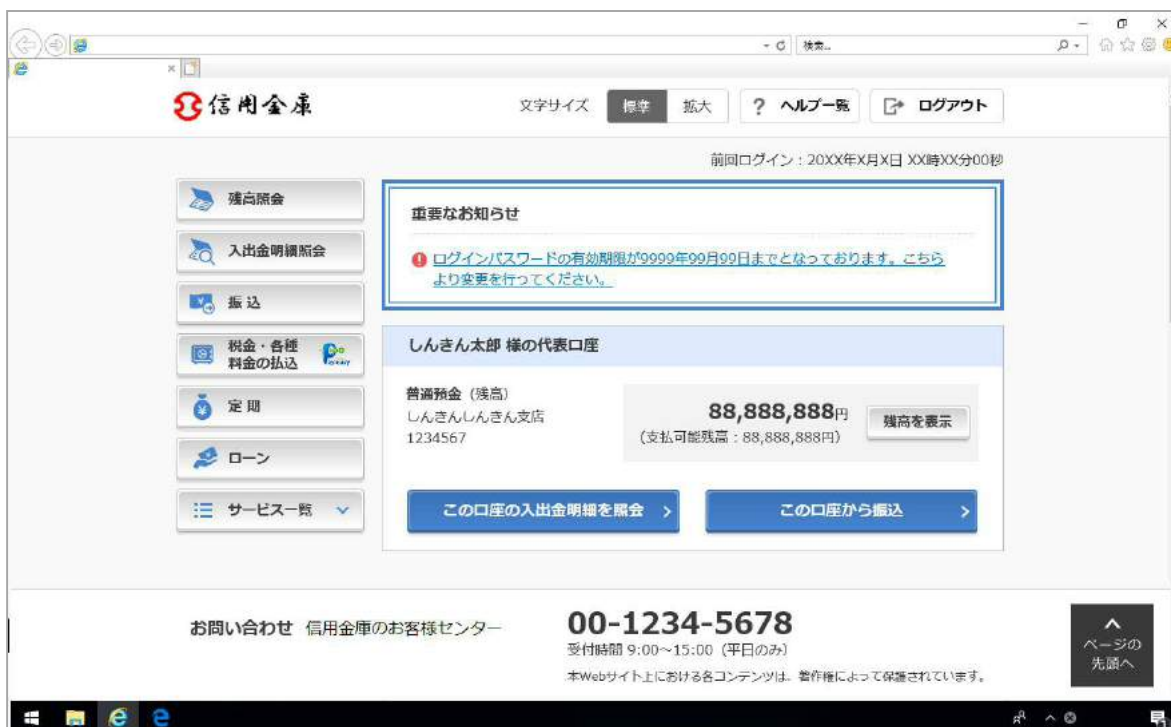 検索...
信用金庫
文字サイズ 標準 拡大 ? ヘルプ一覧 ログアウト
前回ログイン:20XX年X月X日 XX時XX分00秒
残高照会
入出金明細照会
振込
税金・各種
料金の払込
定期
ローン
サービス一覧
重要なお知らせ
ログインパスワードの有効期限が9999年99月99日までとなっております。こちら
より変更を行ってください。
しんきん太郎 様の代表口座
普通預金(残高)
しんきんしんきん支店
1234567
88,888,888円
(支払可能残高:88,888,888円)
残高を表示
この口座の入出金明細を照会
この口座から振込
お問い合わせ 信用金庫のお客様センター
00-1234-5678
受付時間 9:00~15:00(平日のみ)
本Webサイト上における各コンテンツは、著作権によって保護されています。
ページの
先頭へ